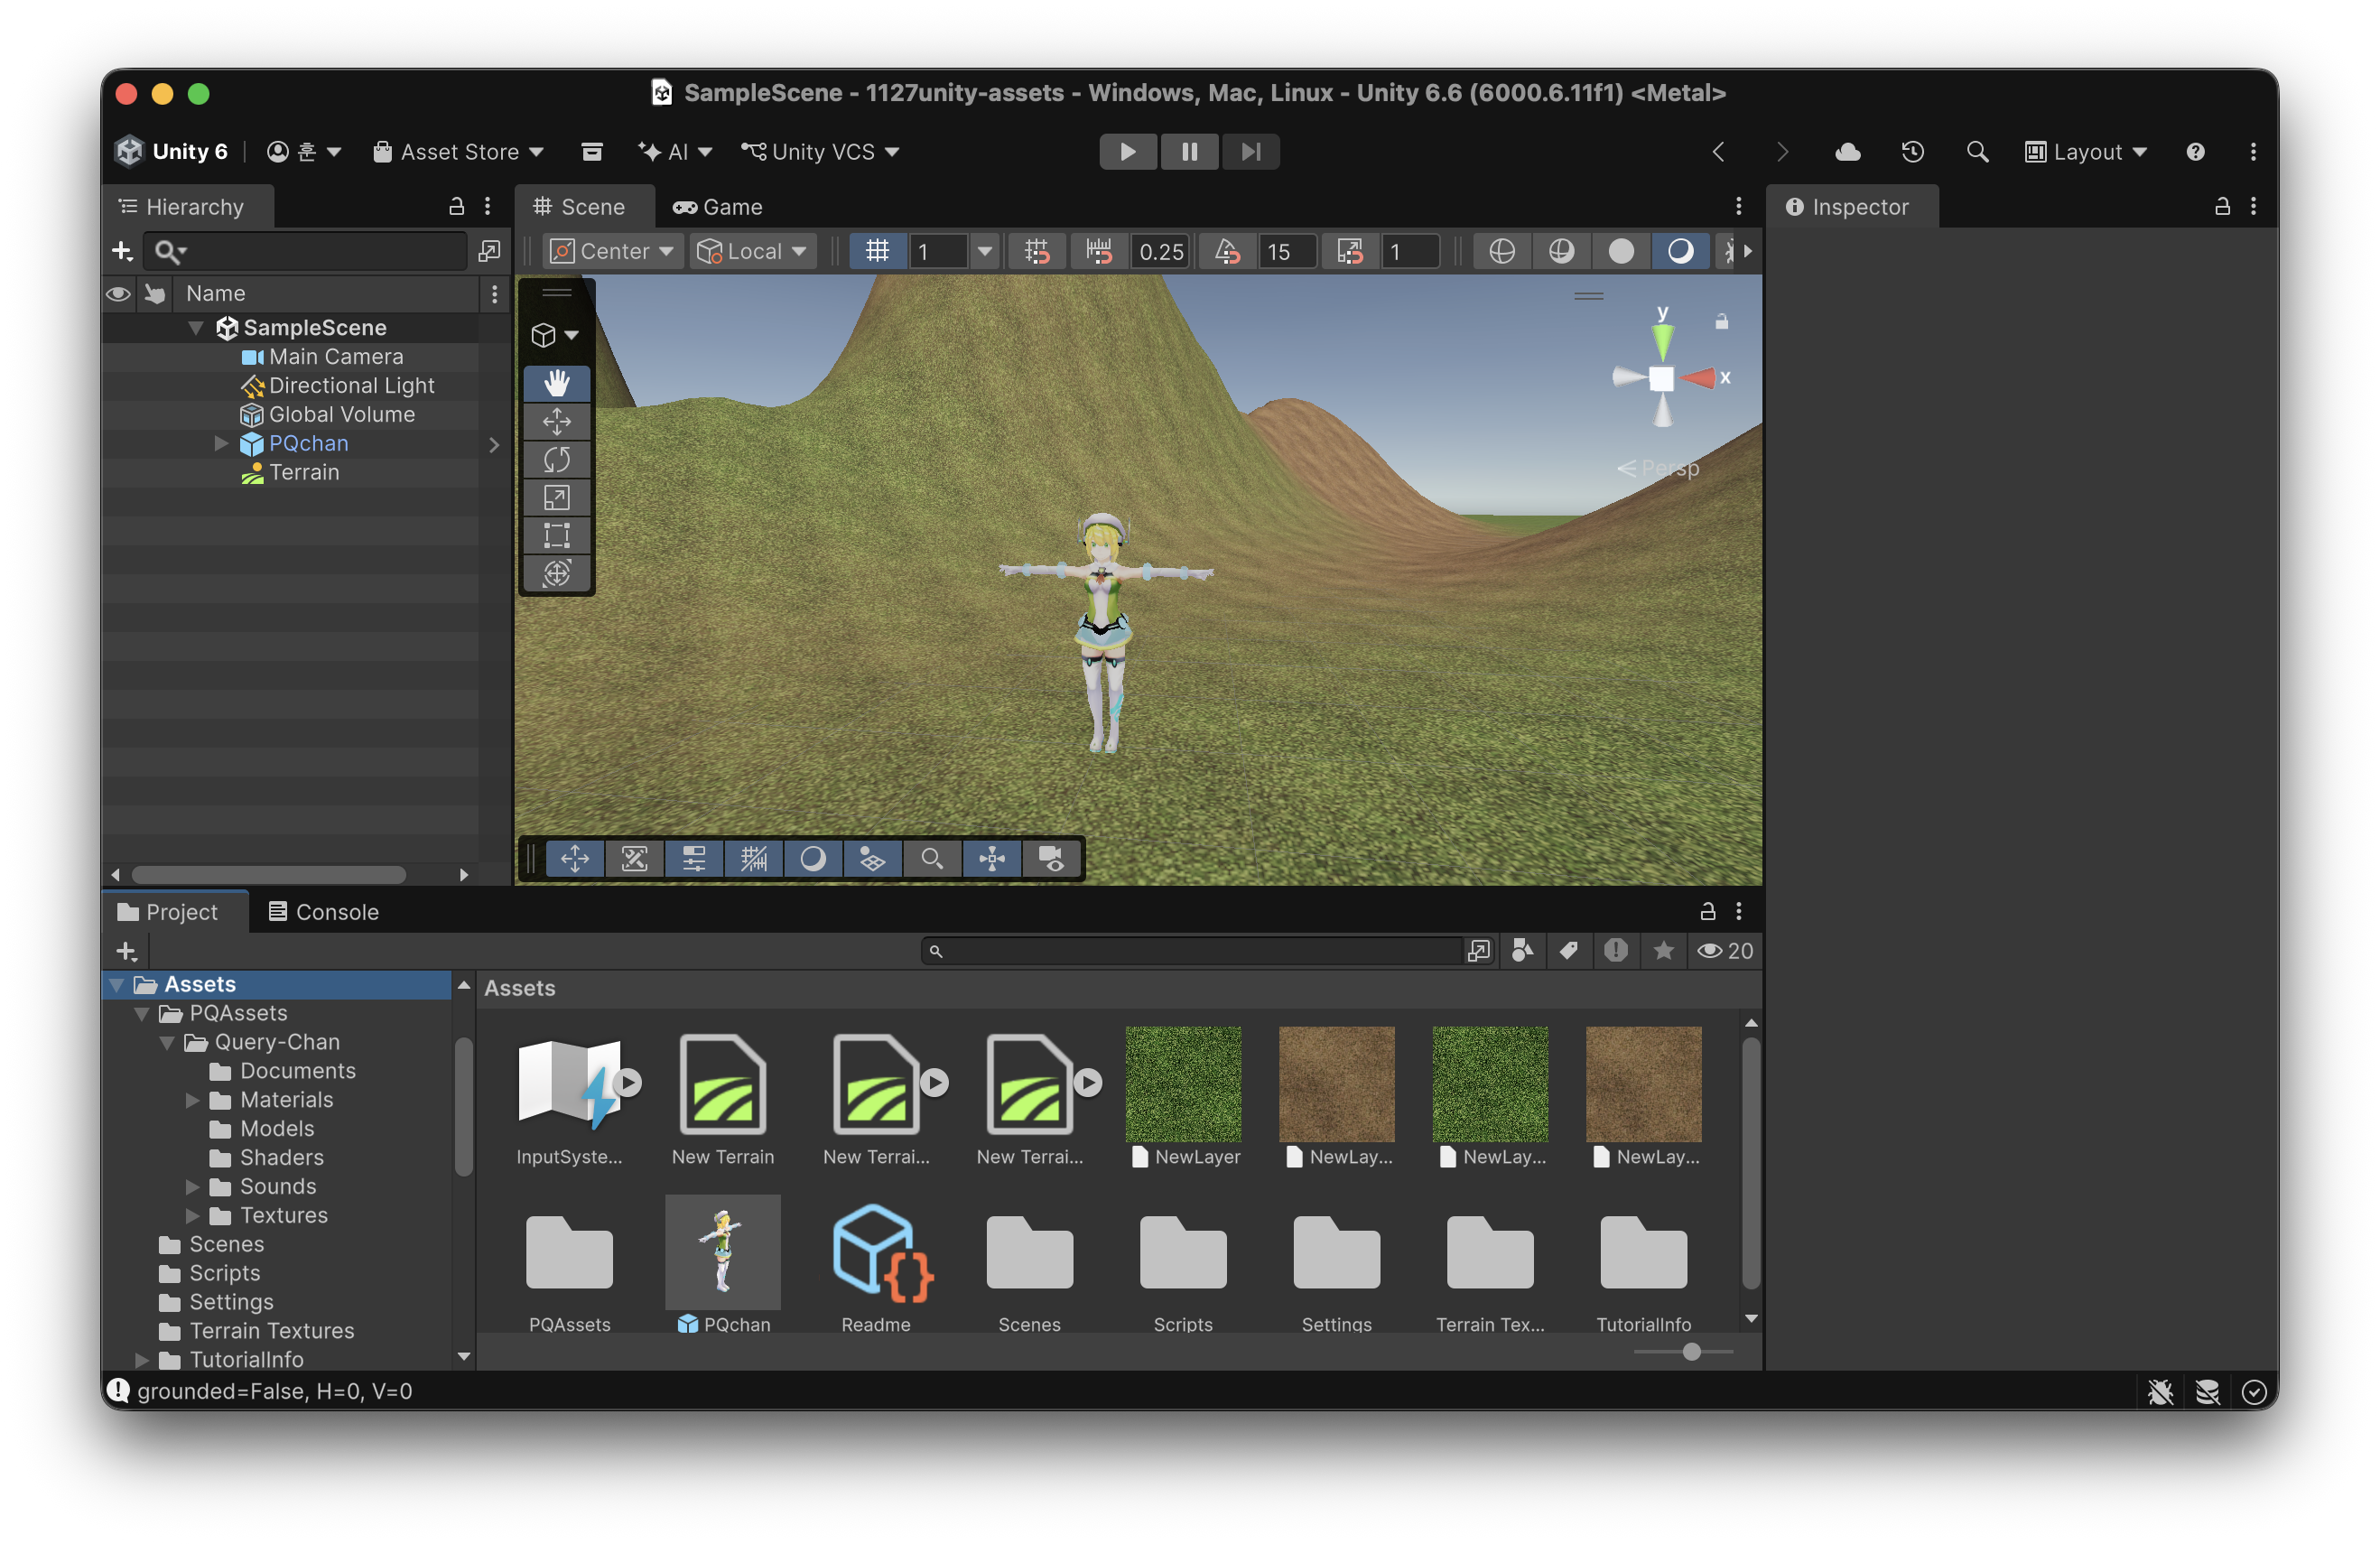 SampleScene - 1127unity-assets - Windows, Mac, Linux - Unity 6.6 (6000.6.11f1) <Metal>
Unity 6 훈 Asset Store AI Unity VCS Layout
Hierarchy
Name
SampleScene
Main Camera
Directional Light
Global Volume
PQchan
Terrain
Scene Game
Center Local 1 0.25 15 1
y
x
Persp
Inspector
Project Console
20
Assets
PQAssets
Query-Chan
Documents
Materials
Models
Shaders
Sounds
Textures
Scenes
Scripts
Settings
Terrain Textures
TutorialInfo
Assets
InputSyste... New Terrain New Terrai... New Terrai... NewLayer NewLay... NewLay... NewLay...
PQAssets PQchan Readme Scenes Scripts Settings Terrain Tex... TutorialInfo
grounded=False, H=0, V=0